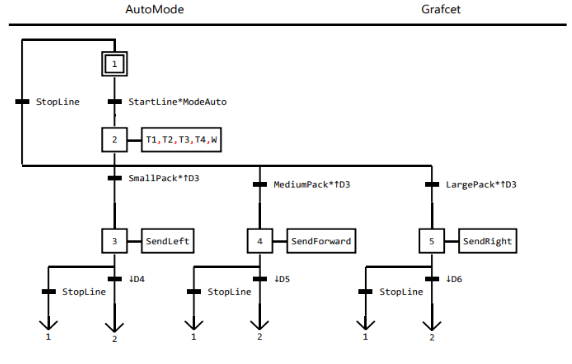 AutoMode Grafcet
1
StopLine StartLine*ModeAuto
2 T1,T2,T3,T4,W
SmallPack*↑D3 MediumPack*↑D3 LargePack*↑D3
3 SendLeft 4 SendForward 5 SendRight
↓D4 ↓D5 ↓D6
StopLine StopLine StopLine
1 2 1 2 1 2